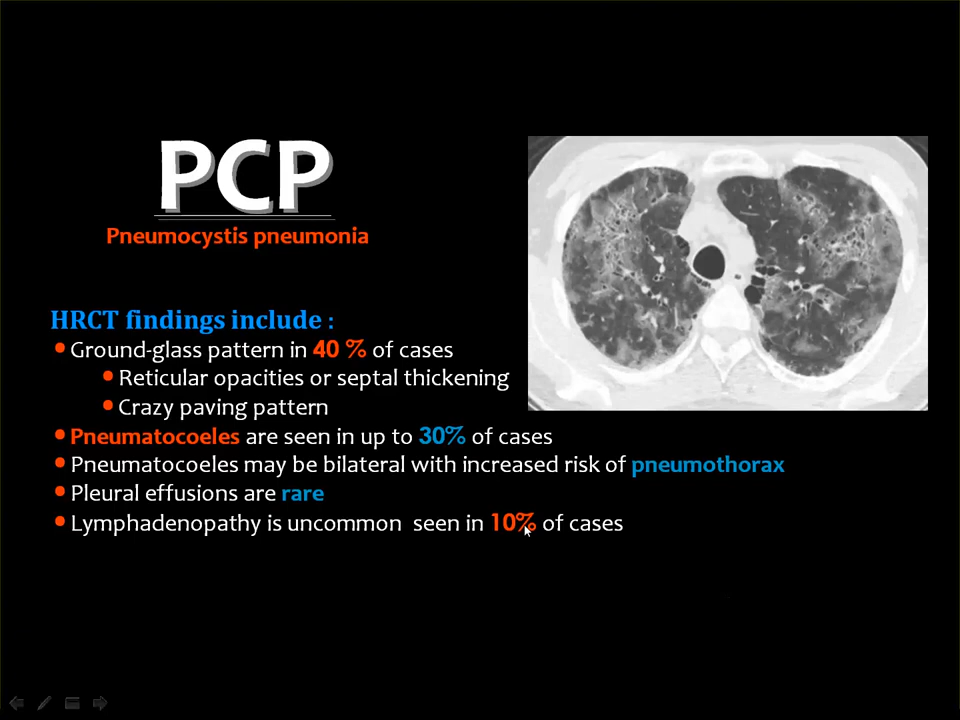 PCP
Pneumocystis pneumonia
HRCT findings include :
• Ground-glass pattern in 40 % of cases
• Reticular opacities or septal thickening
• Crazy paving pattern
• Pneumatocoeles are seen in up to 30% of cases
• Pneumatocoeles may be bilateral with increased risk of pneumothorax
• Pleural effusions are rare
• Lymphadenopathy is uncommon seen in 10% of cases